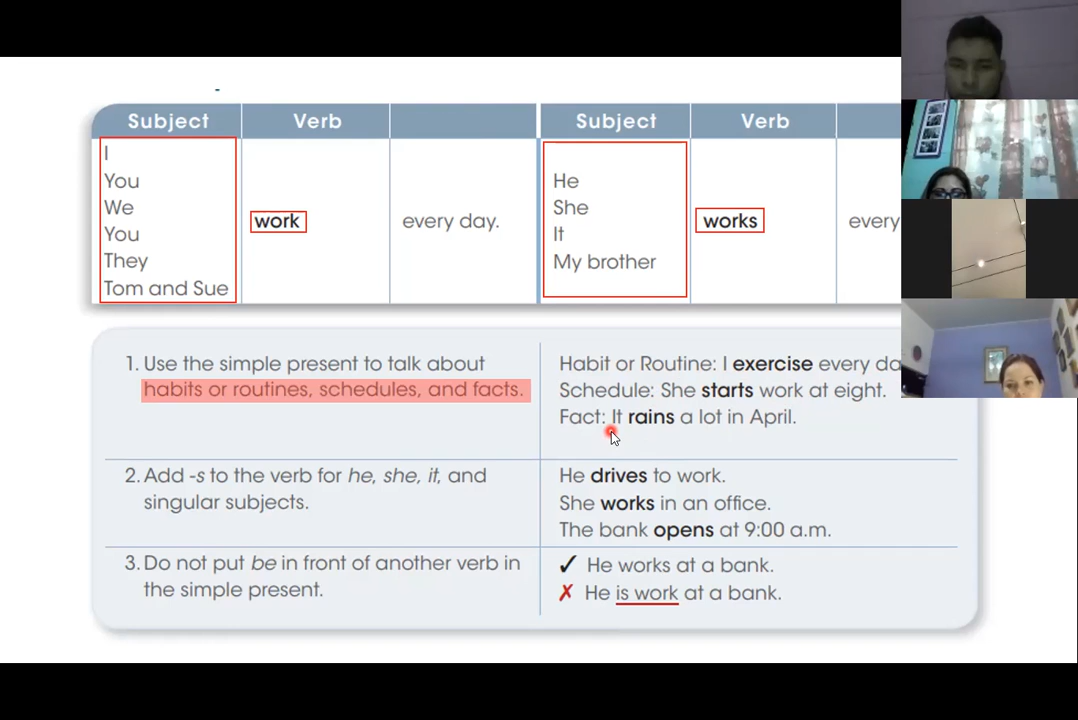 Subject Verb Subject Verb
I
You
We
You
They
Tom and Sue
work
every day.
He
She
It
My brother
works
every
1. Use the simple present to talk about
habits or routines, schedules, and facts.
Habit or Routine: I exercise every da
Schedule: She starts work at eight.
Fact: It rains a lot in April.
2. Add -s to the verb for he, she, it, and
singular subjects.
He drives to work.
She works in an office.
The bank opens at 9:00 a.m.
3. Do not put be in front of another verb in
the simple present.
✓ He works at a bank.
✗ He is work at a bank.